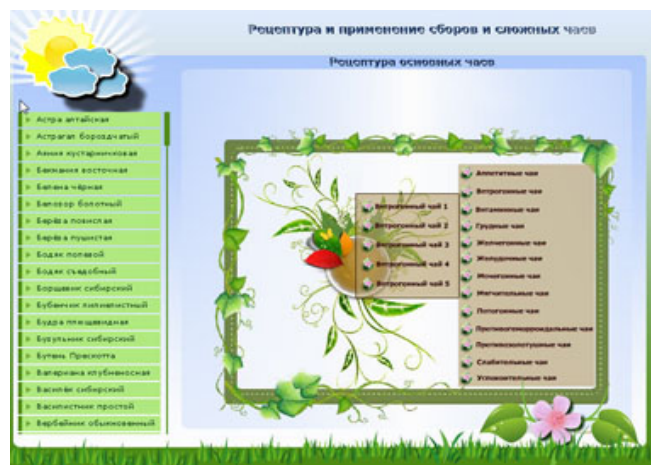 Рецептура и применение сборов и сложных чаев
Рецептура основных чаев
Астра алтайская
Астрагал бороздчатый
Аяния кустарничковая
Бекмания восточная
Белена чёрная
Белозор болотный
Берёза повислая
Берёза пушистая
Бодяк полевой
Бодяк съедобный
Борщевик сибирский
Бубенчик лилиелистный
Будра плющевидная
Бузульник сибирский
Бутень Прескотта
Валериана клубненосная
Василёк сибирский
Василистник простой
Вербейник обыкновенный
Ветрогонный чай 1
Ветрогонный чай 2
Ветрогонный чай 3
Ветрогонный чай 4
Ветрогонный чай 5
Аппетитные чаи
Ветрогонные чаи
Витаминные чаи
Грудные чаи
Желчегонные чаи
Желудочные чаи
Мочегонные чаи
Мягчительные чаи
Потогонные чаи
Противогеморроидальные чаи
Противозолотушные чаи
Слабительные чаи
Успокоительные чаи